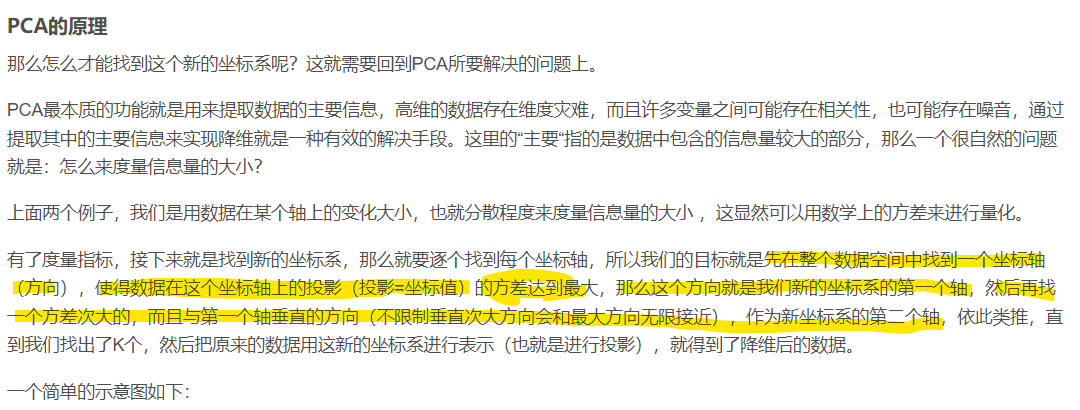 PCA的原理
那么怎么才能找到这个新的坐标系呢？这就需要回到PCA所要解决的问题上。
PCA最本质的功能就是用来提取数据的主要信息，高维的数据存在维度灾难，而且许多变量之间可能存在相关性，也可能存在噪音，通过
提取其中的主要信息来实现降维就是一种有效的解决手段。这里的“主要“指的是数据中包含的信息量较大的部分，那么一个很自然的问题
就是：怎么来度量信息量的大小？
上面两个例子，我们是用数据在某个轴上的变化大小，也就分散程度来度量信息量的大小 ，这显然可以用数学上的方差来进行量化。
有了度量指标，接下来就是找到新的坐标系，那么就要逐个找到每个坐标轴，所以我们的目标就是先在整个数据空间中找到一个坐标轴
（方向），使得数据在这个坐标轴上的投影（投影=坐标值）的方差达到最大，那么这个方向就是我们新的坐标系的第一个轴，然后再找
一个方差次大的，而且与第一个轴垂直的方向（不限制垂直次大方向会和最大方向无限接近），作为新坐标系的第二个轴，依此类推，直
到我们找出了K个，然后把原来的数据用这新的坐标系进行表示（也就是进行投影），就得到了降维后的数据。
一个简单的示意图如下：